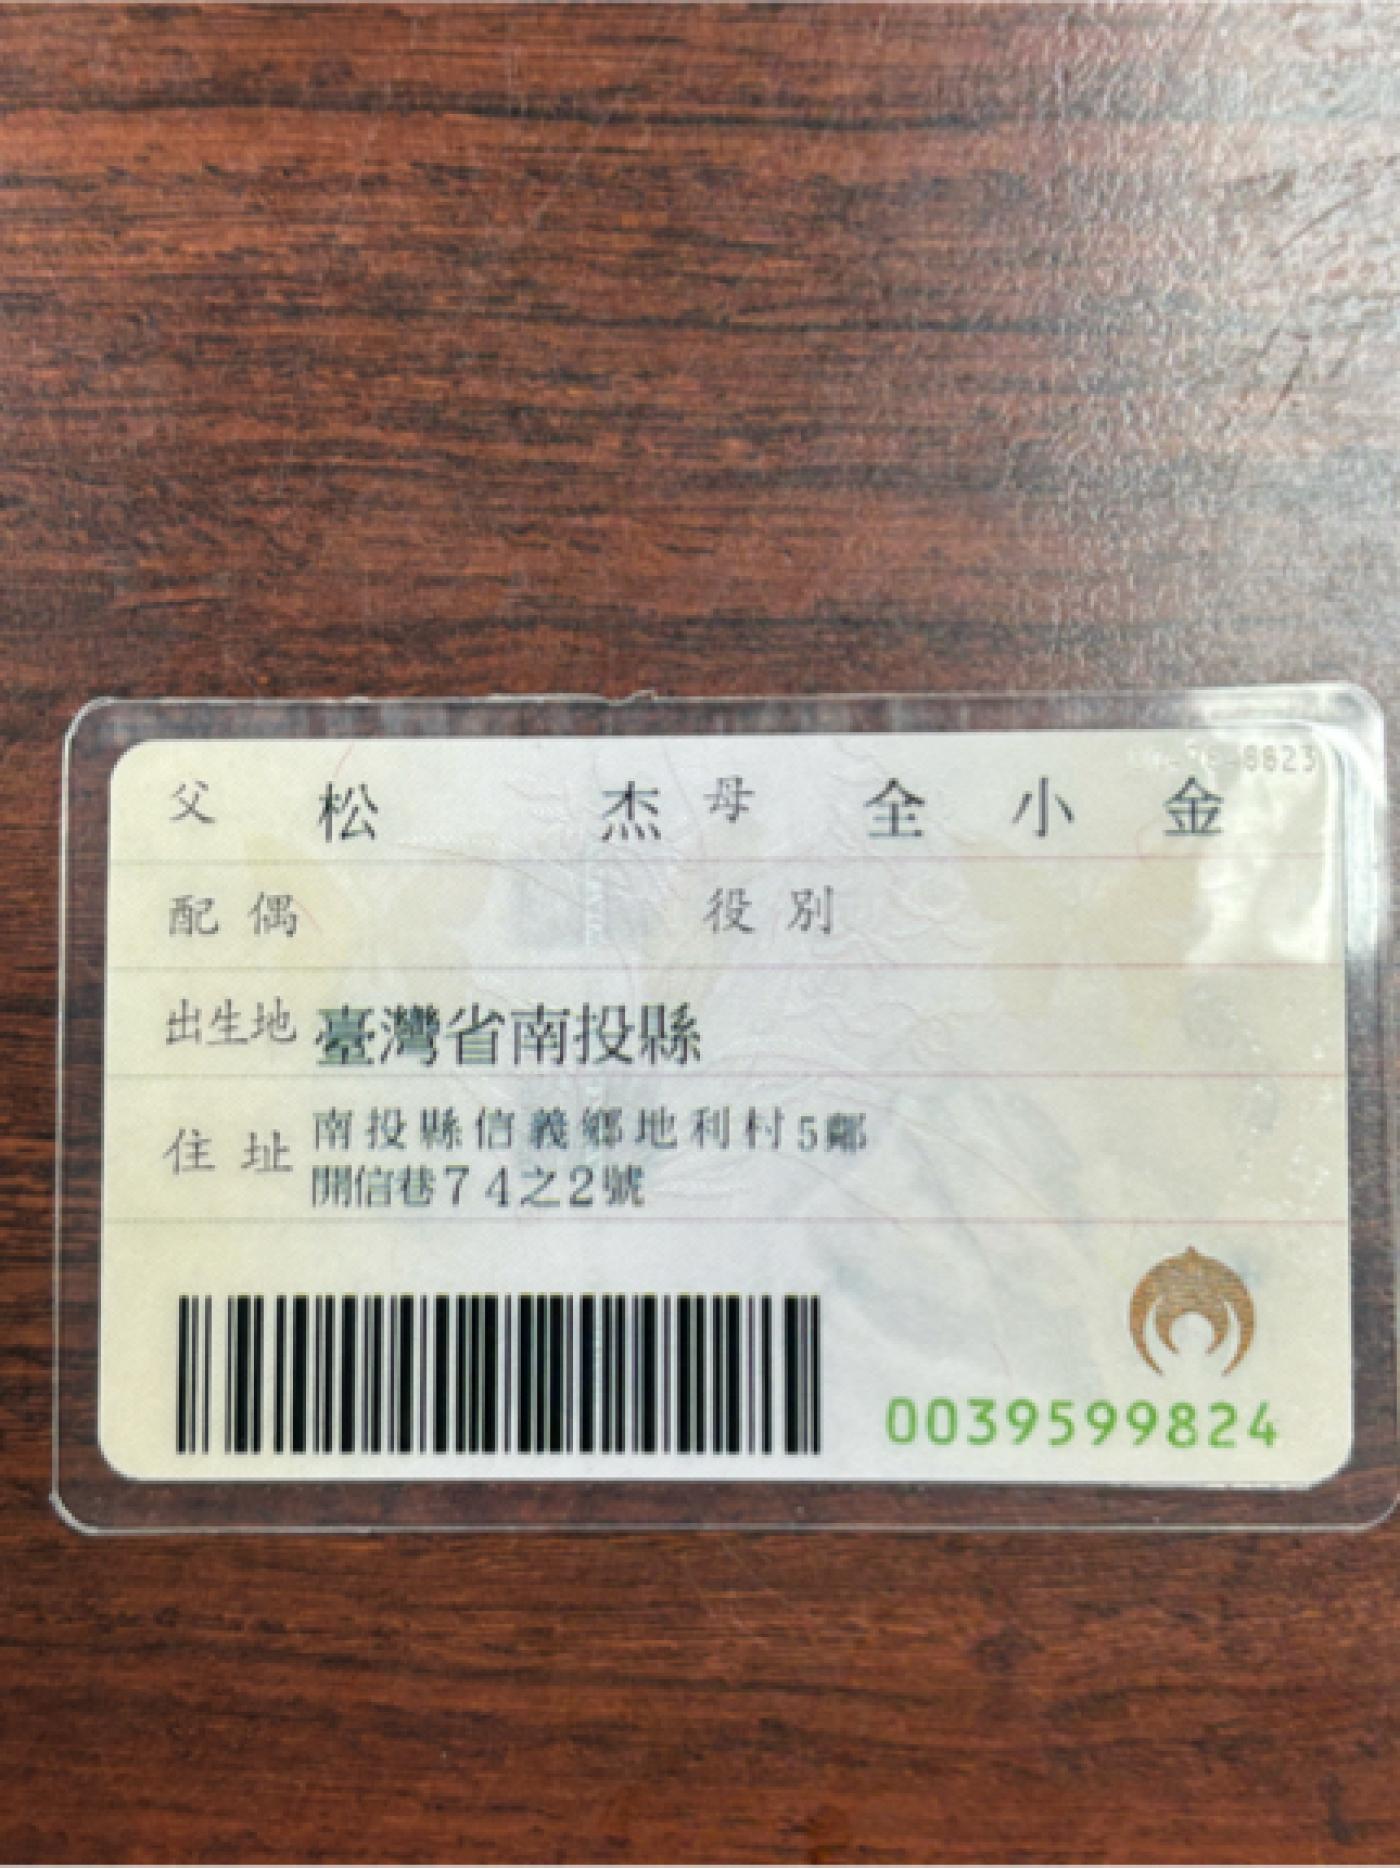 父 松 杰 母 全 小 金
配偶 役別
出生地 臺灣省南投縣
住址 南投縣信義鄉地利村5鄰
開信巷74之2號
0039599824